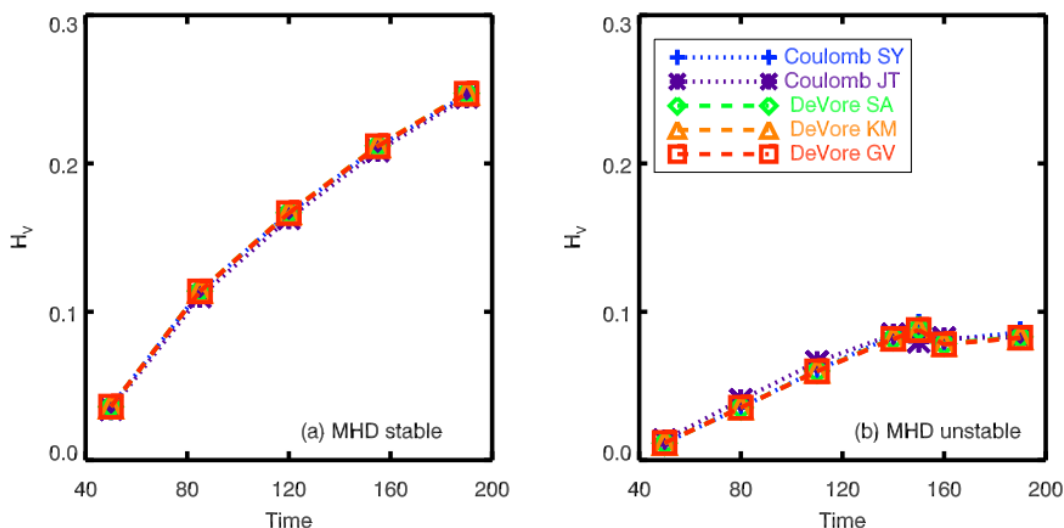 0.3
0.2
0.1
0.0
H_V
40 80 120 160 200
Time
(a) MHD stable
0.3
0.2
0.1
0.0
H_V
40 80 120 160 200
Time
Coulomb SY
Coulomb JT
DeVore SA
DeVore KM
DeVore GV
(b) MHD unstable